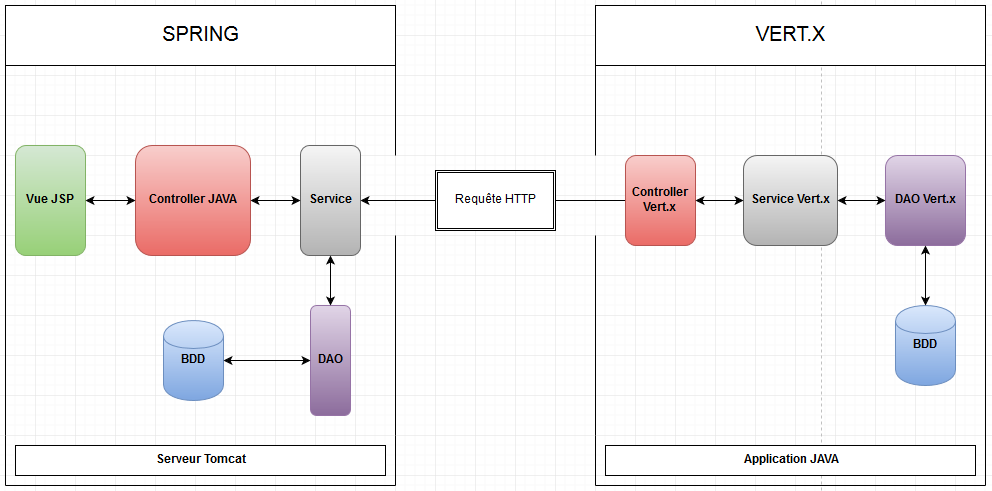 SPRING
VERT.X
Vue JSP
Controller JAVA
Service
Requête HTTP
Controller
Vert.x
Service Vert.x
DAO Vert.x
BDD
DAO
BDD
Serveur Tomcat
Application JAVA